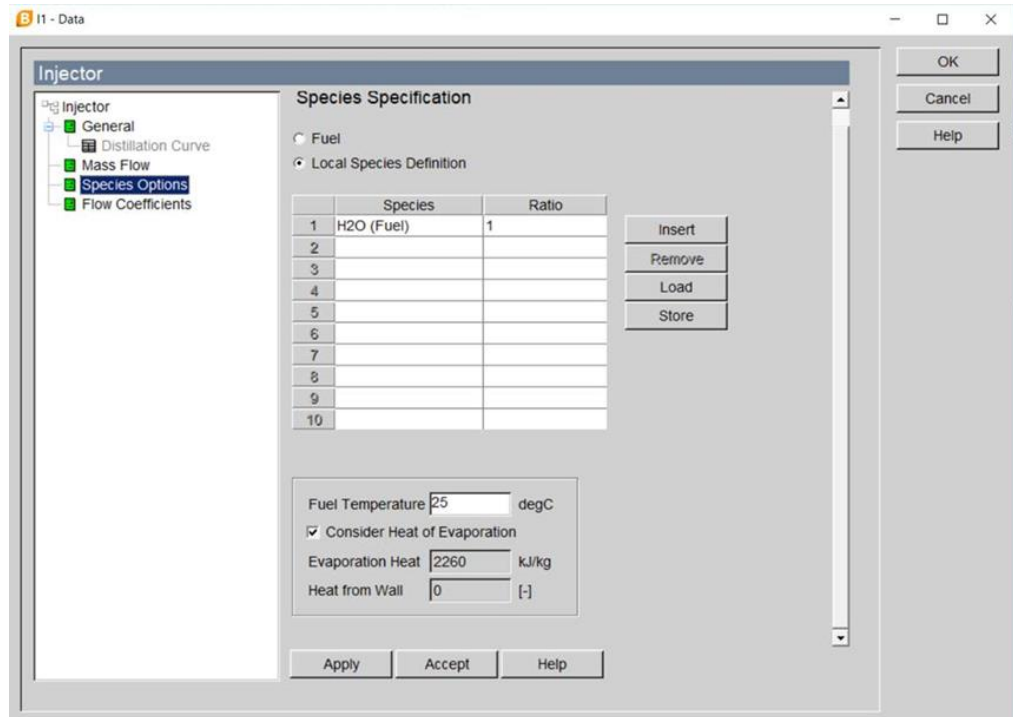 I1 - Data
Injector
OK
Cancel
Help
Injector
General
Distillation Curve
Mass Flow
Species Options
Flow Coefficients
Species Specification
Fuel
Local Species Definition
Species Ratio
1 H2O (Fuel) 1
2
3
4
5
6
7
8
9
10
Insert
Remove
Load
Store
Fuel Temperature 25 degC
Consider Heat of Evaporation
Evaporation Heat 2260 kJ/kg
Heat from Wall 0 [-]
Apply Accept Help